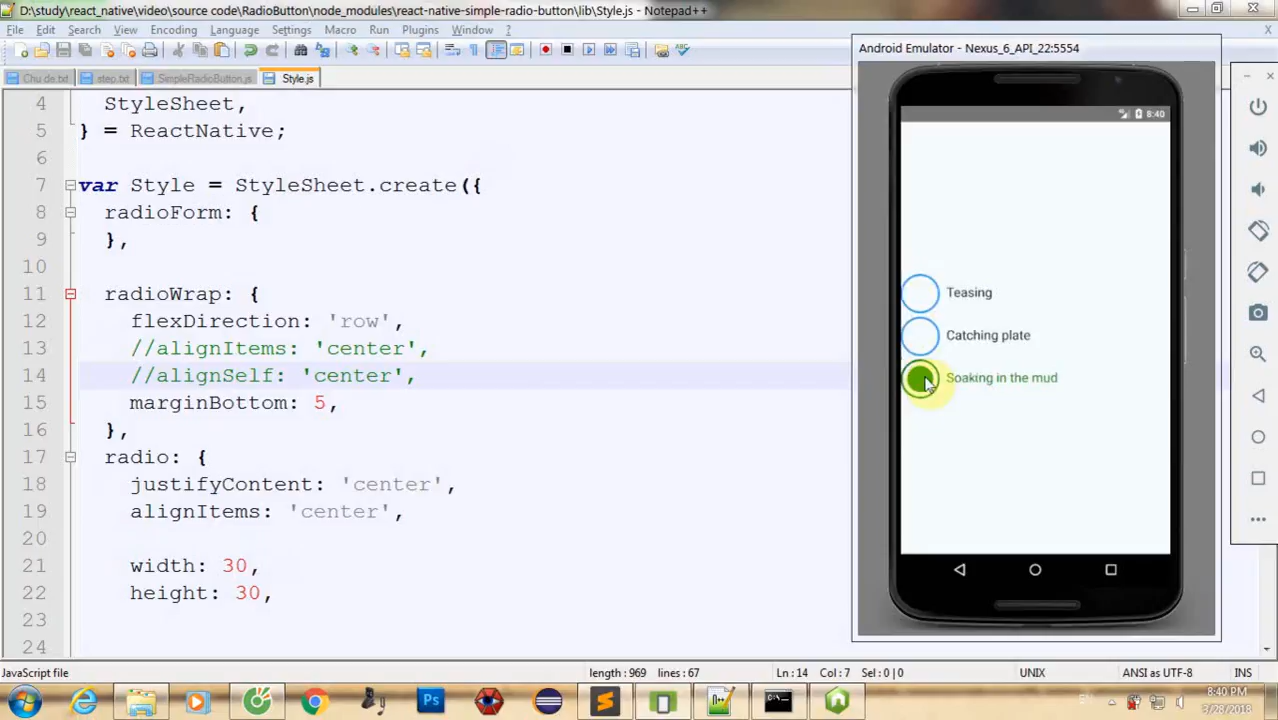 D:\study\react_native\video\source code\RadioButton\node_modules\react-native-simple-radio-button\lib\Style.js - Notepad++
File Edit Search View Encoding Language Settings Macro Run Plugins Window ?
Chu de.txt step.txt SimpleRadioButton.js Style.js
4 StyleSheet,
5 } = ReactNative;
6
7 var Style = StyleSheet.create({
8 radioForm: {
9 },
10
11 radioWrap: {
12 flexDirection: 'row',
13 //alignItems: 'center',
14 //alignSelf: 'center',
15 marginBottom: 5,
16 },
17 radio: {
18 justifyContent: 'center',
19 alignItems: 'center',
20
21 width: 30,
22 height: 30,
23
24
Android Emulator - Nexus_6_API_22:5554
8:40
Teasing
Catching plate
Soaking in the mud
JavaScript file length : 969 lines : 67 Ln : 14 Col : 7 Sel : 0 | 0 UNIX ANSI as UTF-8 INS
8:40 PM
3/28/2018